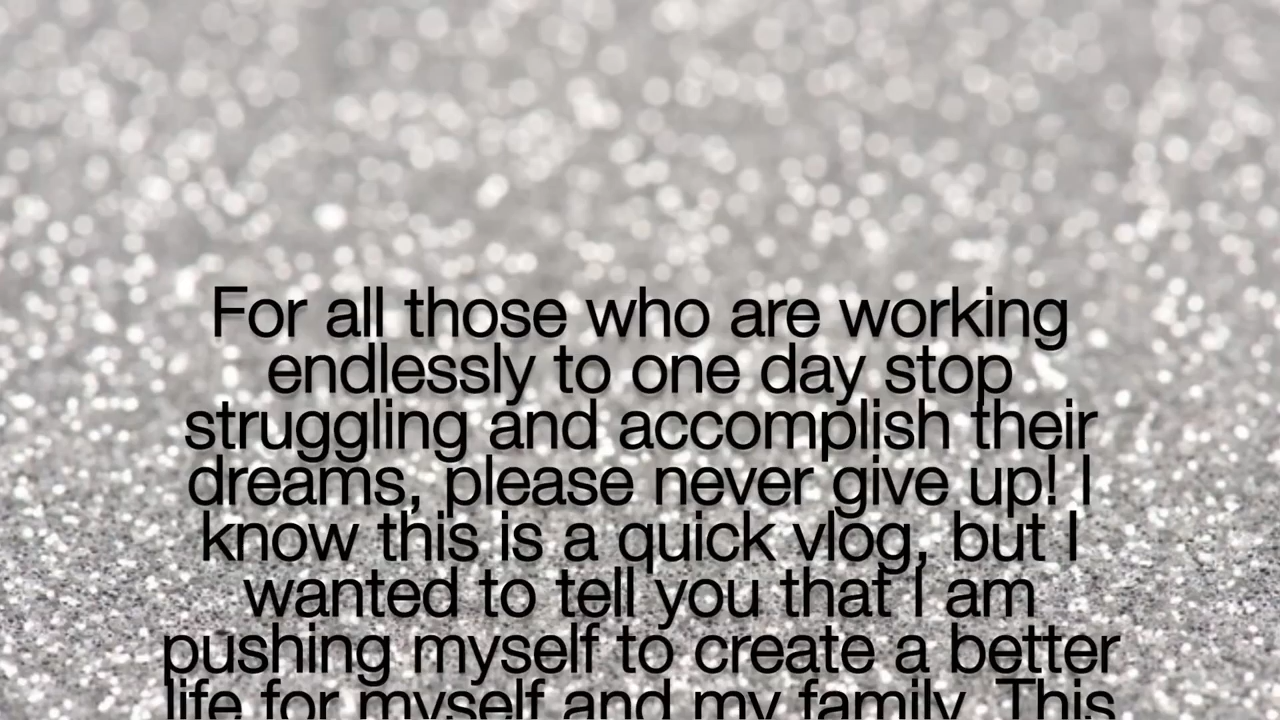 For all those who are working
endlessly to one day stop
struggling and accomplish their
dreams, please never give up! I
know this is a quick vlog, but I
wanted to tell you that I am
pushing myself to create a better
life for myself and my family. This